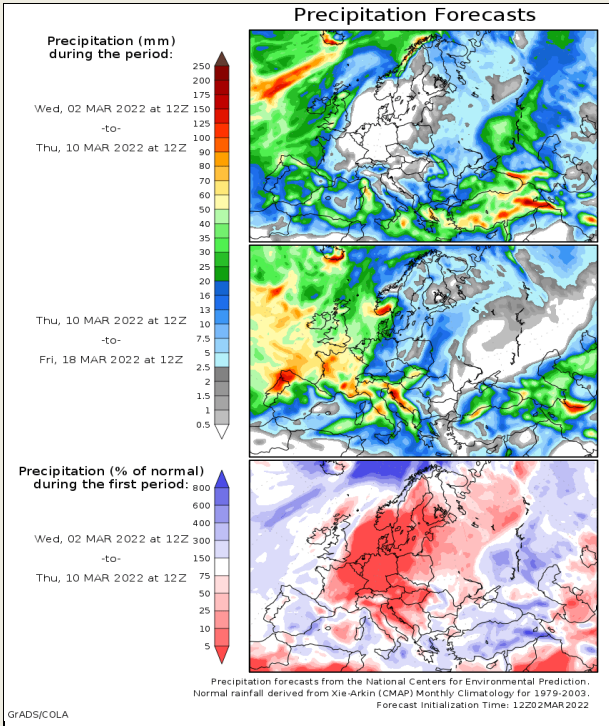 Precipitation Forecasts
Precipitation (mm)
during the period:
Wed, 02 MAR 2022 at 12Z
-to-
Thu, 10 MAR 2022 at 12Z
250
200
175
150
125
100
90
80
70
60
50
40
35
30
25
20
16
13
10
7.5
5
2.5
2
1.5
1
0.5
Thu, 10 MAR 2022 at 12Z
-to-
Fri, 18 MAR 2022 at 12Z
Precipitation (% of normal)
during the first period:
Wed, 02 MAR 2022 at 12Z
-to-
Thu, 10 MAR 2022 at 12Z
800
600
400
300
150
75
50
25
10
5
Precipitation forecasts from the National Centers for Environmental Prediction.
Normal rainfall derived from Xie-Arkin (CMAP) Monthly Climatology for 1979-2003.
Forecast Initialization Time: 12Z02MAR2022
GrADS/COLA